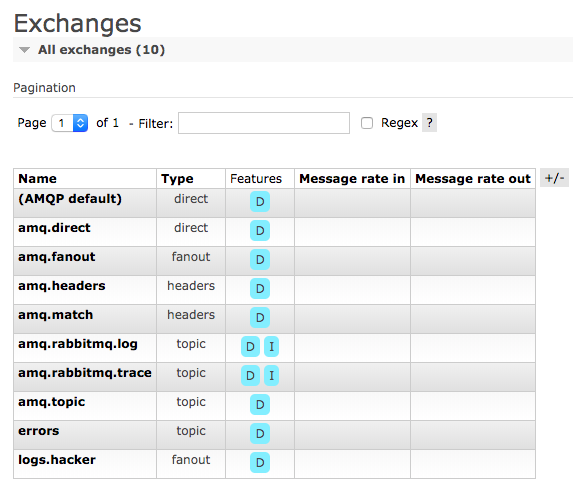 Exchanges
All exchanges (10)
Pagination
Page 1 of 1 - Filter: Regex ?
Name Type Features Message rate in Message rate out +/-
(AMQP default) direct D
amq.direct direct D
amq.fanout fanout D
amq.headers headers D
amq.match headers D
amq.rabbitmq.log topic D I
amq.rabbitmq.trace topic D I
amq.topic topic D
errors topic D
logs.hacker fanout D